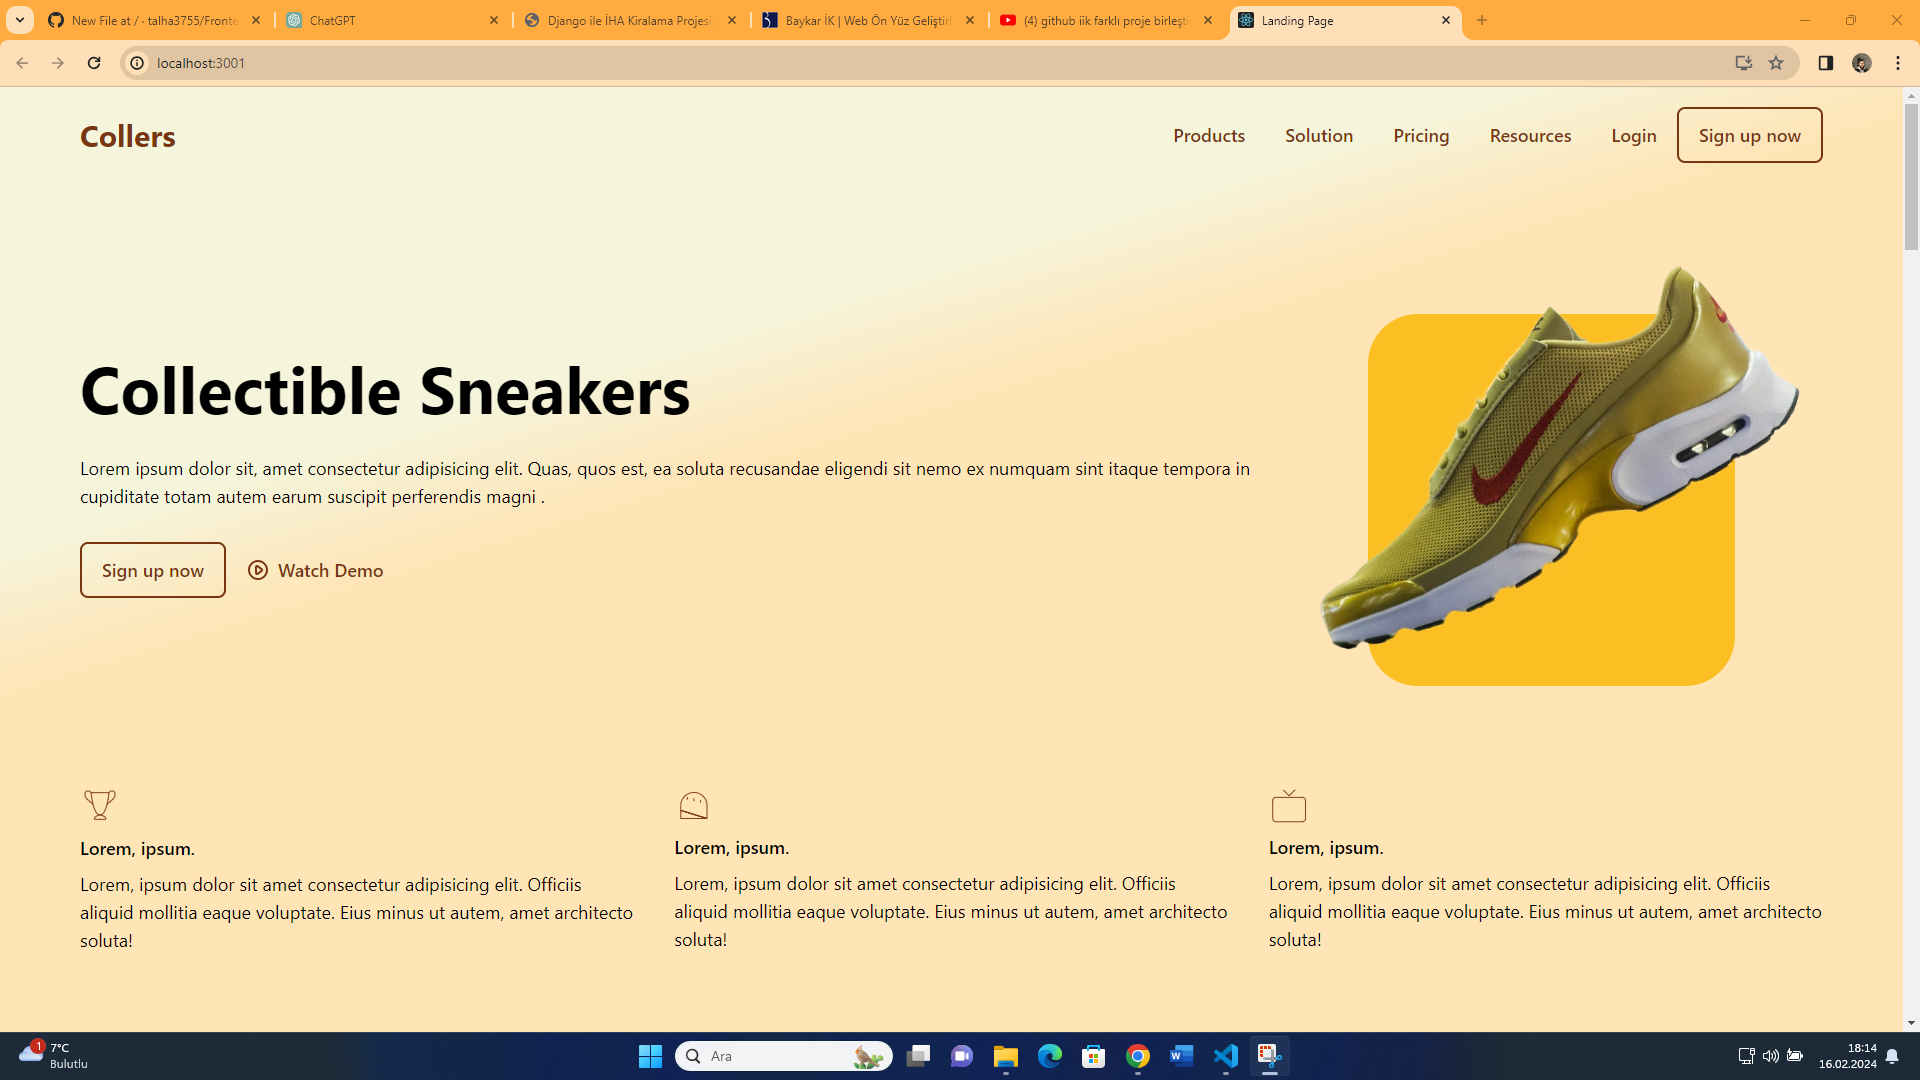 New File at / · talha3755/Fronte
ChatGPT
Django ile İHA Kiralama Projesi
Baykar İK | Web Ön Yüz Geliştiri
(4) github iik farklı proje birleşti
Landing Page
localhost:3001
Collers
Products
Solution
Pricing
Resources
Login
Sign up now
Collectible Sneakers
Lorem ipsum dolor sit, amet consectetur adipisicing elit. Quas, quos est, ea soluta recusandae eligendi sit nemo ex numquam sint itaque tempora in
cupiditate totam autem earum suscipit perferendis magni .
Sign up now
Watch Demo
Lorem, ipsum.
Lorem, ipsum dolor sit amet consectetur adipisicing elit. Officiis
aliquid mollitia eaque voluptate. Eius minus ut autem, amet architecto
soluta!
Lorem, ipsum.
Lorem, ipsum dolor sit amet consectetur adipisicing elit. Officiis
aliquid mollitia eaque voluptate. Eius minus ut autem, amet architecto
soluta!
Lorem, ipsum.
Lorem, ipsum dolor sit amet consectetur adipisicing elit. Officiis
aliquid mollitia eaque voluptate. Eius minus ut autem, amet architecto
soluta!
1
7°C
Bulutlu
Ara
18:14
16.02.2024